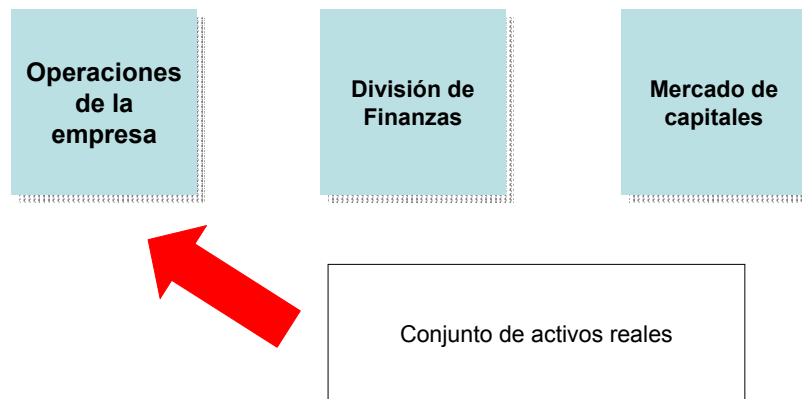 Operaciones
de la
empresa
División de
Finanzas
Mercado de
capitales
Conjunto de activos reales